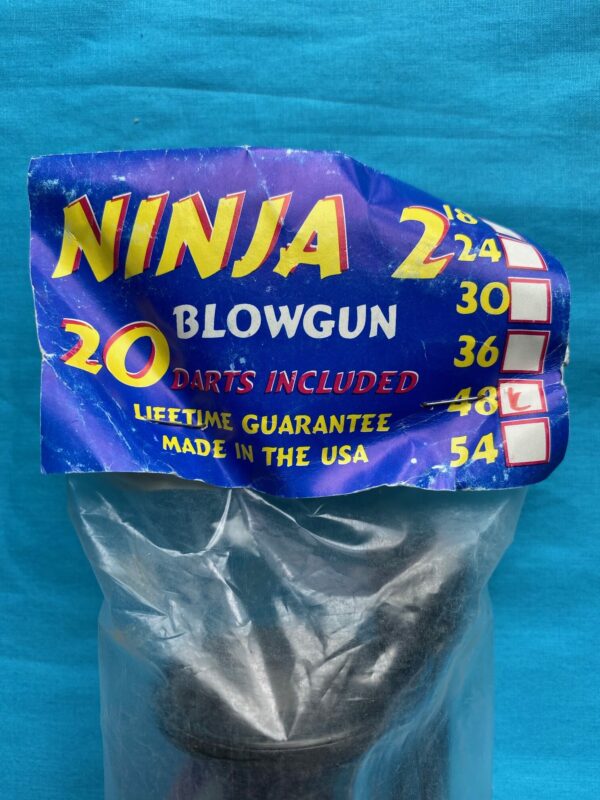 NINJA 2
BLOWGUN
20 DARTS INCLUDED
LIFETIME GUARANTEE
MADE IN THE USA
18
24
30
36
48
54